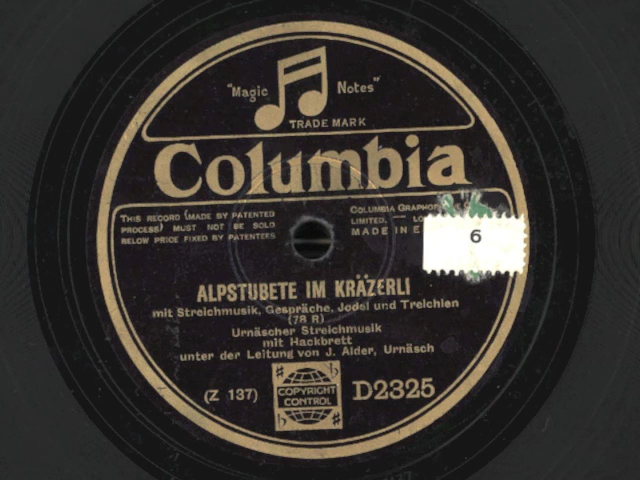 "Magic Notes"
TRADE MARK
Columbia
THIS RECORD (MADE BY PATENTED
PROCESS) MUST NOT BE SOLD
BELOW PRICE FIXED BY PATENTEES
COLUMBIA
LIMITED. —
MADE IN
6
ALPSTUBETE IM KRÄZERLI
mit Streichmusik, Gespräche, Jodel und Treichlen
(78 R)
Urnäscher Streichmusik
mit Hackbrett
unter der Leitung von J. Alder, Urnäsch
(Z 137)
COPYRIGHT
CONTROL
D2325